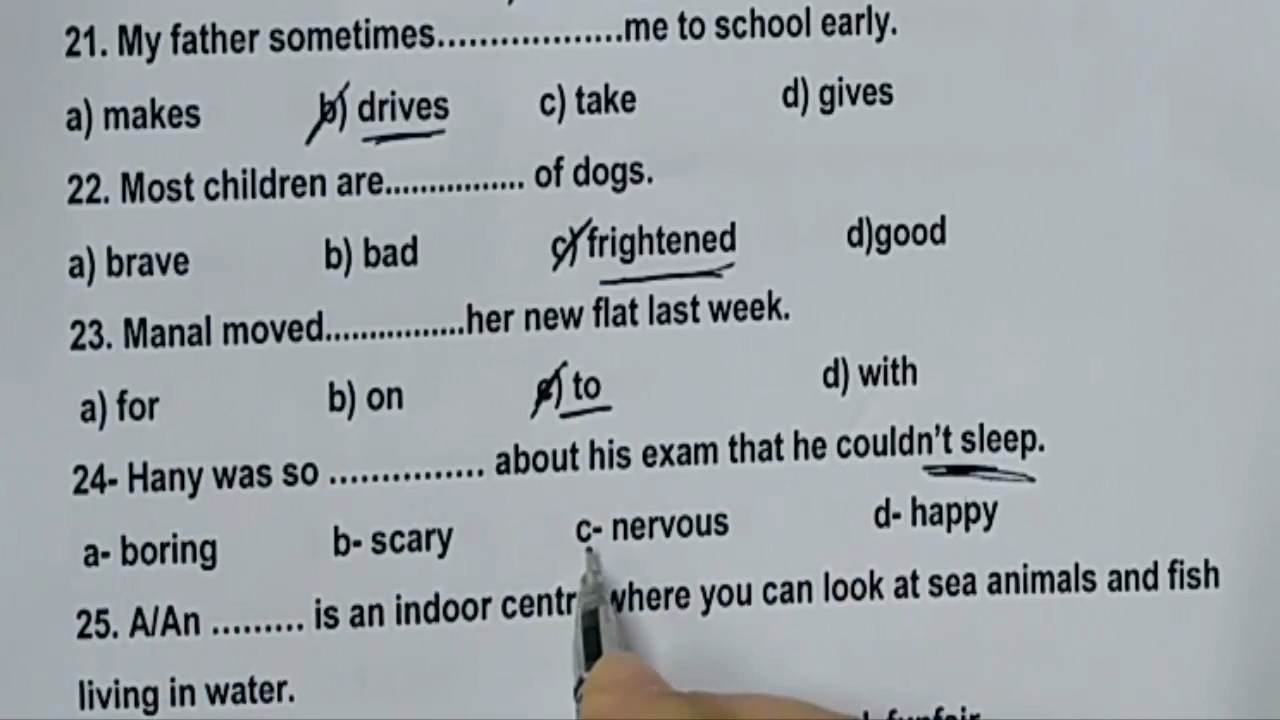 21. My father sometimes..................me to school early.
a) makes b) drives c) take d) gives
22. Most children are................ of dogs.
a) brave b) bad c) frightened d)good
23. Manal moved................her new flat last week.
a) for b) on c) to d) with
24- Hany was so ............... about his exam that he couldn't sleep.
a- boring b- scary c- nervous d- happy
25. A/An ......... is an indoor centr where you can look at sea animals and fish
living in water.
funfair